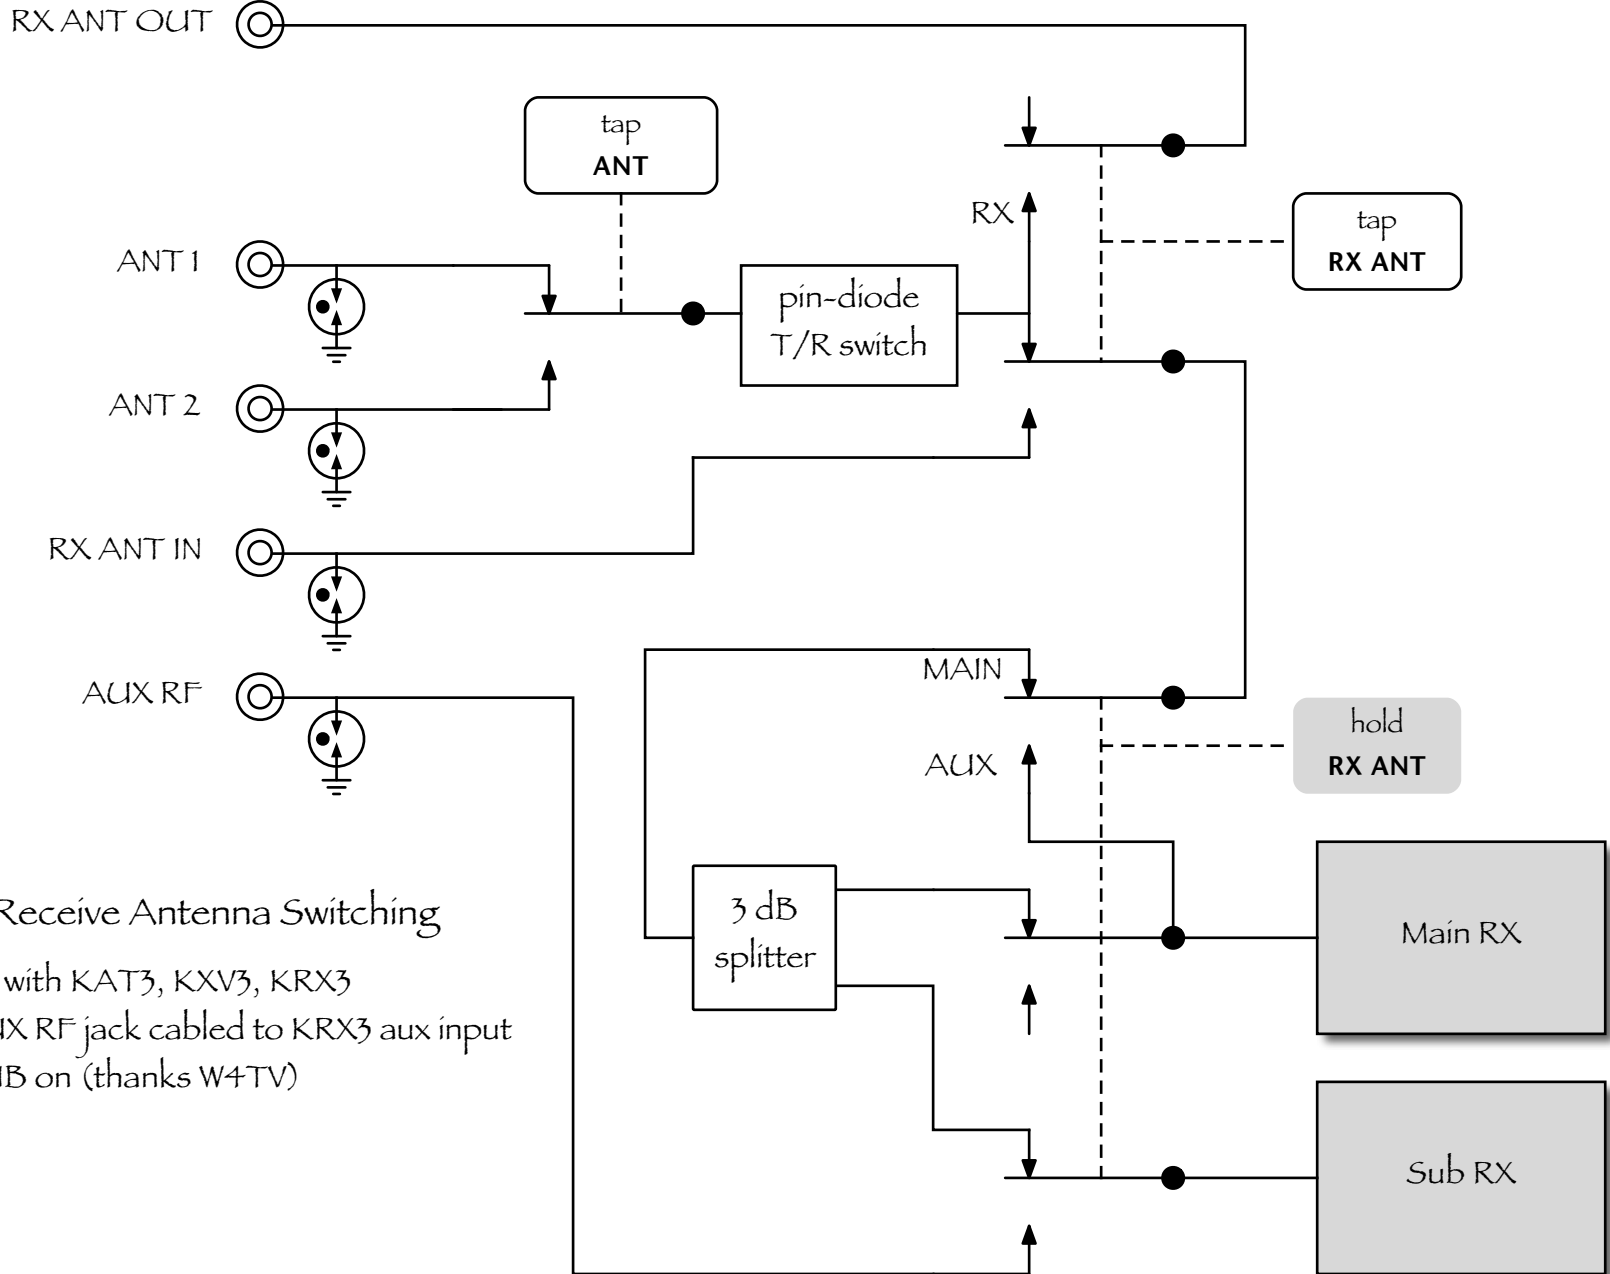 RX ANT OUT
tap
ANT
RX
tap
RX ANT
ANT 1
pin-diode
T/R switch
ANT 2
RX ANT IN
MAIN
AUX RF
hold
RX ANT
AUX
3 dB
splitter
Main RX
Receive Antenna Switching
with KAT3, KXV3, KRX3
RF jack cabled to KRX3 aux input
on (thanks W4TV)
Sub RX